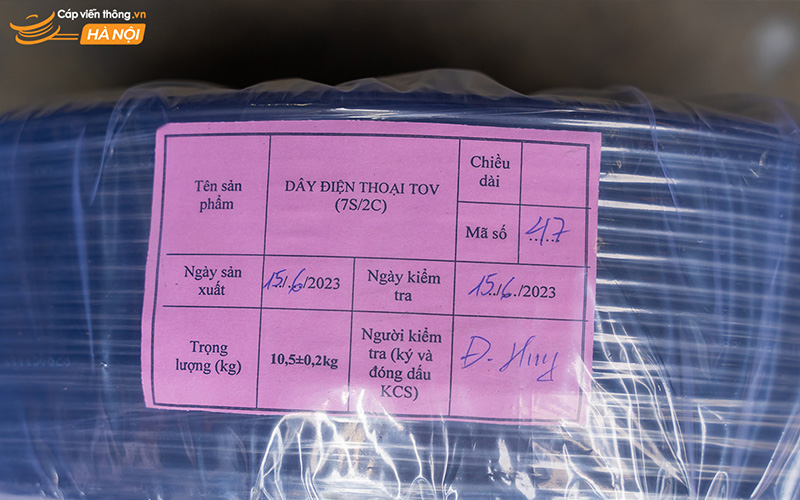 Cáp viễn thông.vn
HÀ NỘI
Tên sản
phẩm
DÂY ĐIỆN THOẠI TOV
(7S/2C)
Chiều
dài
Mã số
47
Ngày sản
xuất
15/6/2023
Ngày kiểm
tra
15/6/2023
Trọng
lượng (kg)
10,5±0,2kg
Người kiểm
tra (ký và
đóng dấu
KCS)
Đ. Huy